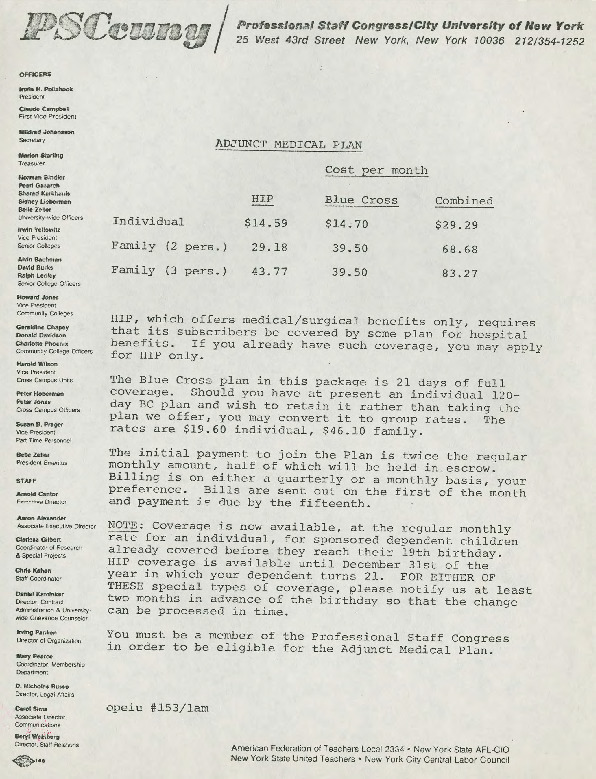 PSCcuny
Professional Staff Congress/City University of New York
25 West 43rd Street New York, New York 10036 212/354-1252
OFFICERS
Irwin H. Polishook
President
Claude Campbell
First Vice President
Mildred Johansson
Secretary
Marion Starling
Treasurer
Norman Bindler
Pearl Gasarch
Shared Karkhanis
Sidney Lieberman
Belle Zeller
University-wide Officers
Irwin Yellowitz
Vice President
Senior Colleges
Alvin Bachman
David Burks
Ralph
Senior College Officers
Howard Jones
Vice President
Community Colleges
Geraldine Chapey
Donald Davidson
Charlotte Phoenix
Community College Officers
Harold Wilson
Vice President
Cross Campus Units
Peter Hoberman
Peter Jonas
Cross Campus Officers
Susan B. Prager
Vice President
Part Time Personnel
Belle Zeller
President Emeritus
STAFF
Arnold Cantor
Executive Director
Aaron Alexander
Associate Executive Director
Clarissa Gilbert
Coordinator of Research
& Special Projects
Chris Kahan
Staff Coordinator
Daniel
Director, Contract
Administration & University-
wide Grievance Counselor
Irving Panken
Director of Organization
Mary Pearce
Coordinator, Membership
Department
D. Nicholas Russo
Director, Legal Affairs
Carol Sims
Associate Director
Communications
Beryl Weinberg
Director, Staff Relations
ADJUNCT MEDICAL PLAN
Cost per month
HIP Blue Cross Combined
Individual $14.59 $14.70 $29.29
Family (2 pers.) 29.18 39.50 68.68
Family (3 pers.) 43.77 39.50 83.27
HIP, which offers medical/surgical benefits only, requires
that its subscribers be covered by some plan for hospital
benefits. If you already have such coverage, you may apply
for HIP only.
The Blue Cross plan in this package is 21 days of full
coverage. Should you have at present an individual 120-
day BC plan and wish to retain it rather than taking the
plan we offer, you may convert it to group rates. The
rates are $19.60 individual, $46.10 family.
The initial payment to join the Plan is twice the regular
monthly amount, half of which will be held in escrow.
Billing is on either a quarterly or a monthly basis, your
preference. Bills are sent out on the first of the month
and payment is due by the fifteenth.
NOTE: Coverage is now available, at the regular monthly
rate for an individual, for sponsored dependent children
already covered before they reach their 19th birthday.
HIP coverage is available until December 31st of the
year in which your dependent turns 21. FOR EITHER OF
THESE special types of coverage, please notify us at least
two months in advance of the birthday so that the change
can be processed in time.
You must be a member of the Professional Staff Congress
in order to be eligible for the Adjunct Medical Plan.
opeiu #153/lam
American Federation of Teachers Local 2334 • New York State AFL-CIO
New York State United Teachers • New York City Central Labor Council